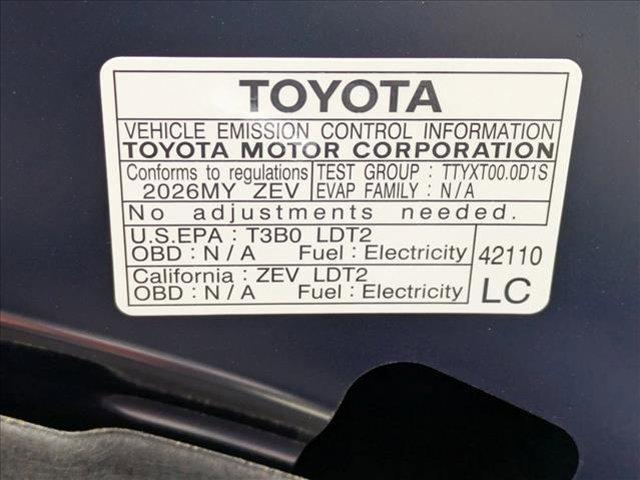 TOYOTA
VEHICLE EMISSION CONTROL INFORMATION
TOYOTA MOTOR CORPORATION
Conforms to regulations
2026MY ZEV
TEST GROUP : TTYXT00.0D1S
EVAP FAMILY : N/A
No adjustments needed.
U.S.EPA : T3B0 LDT2
OBD : N/A Fuel : Electricity
California : ZEV LDT2
OBD : N/A Fuel : Electricity
42110
LC